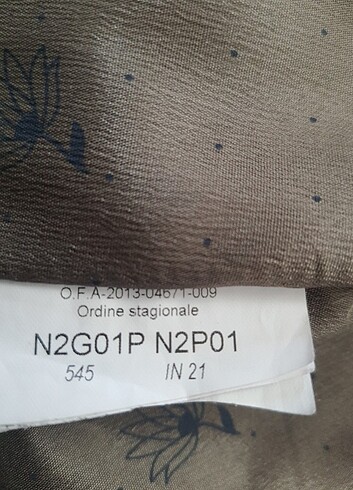 O.F.A-2013-04671-009
Ordine stagionale
N2G01P N2P01
545 IN 21